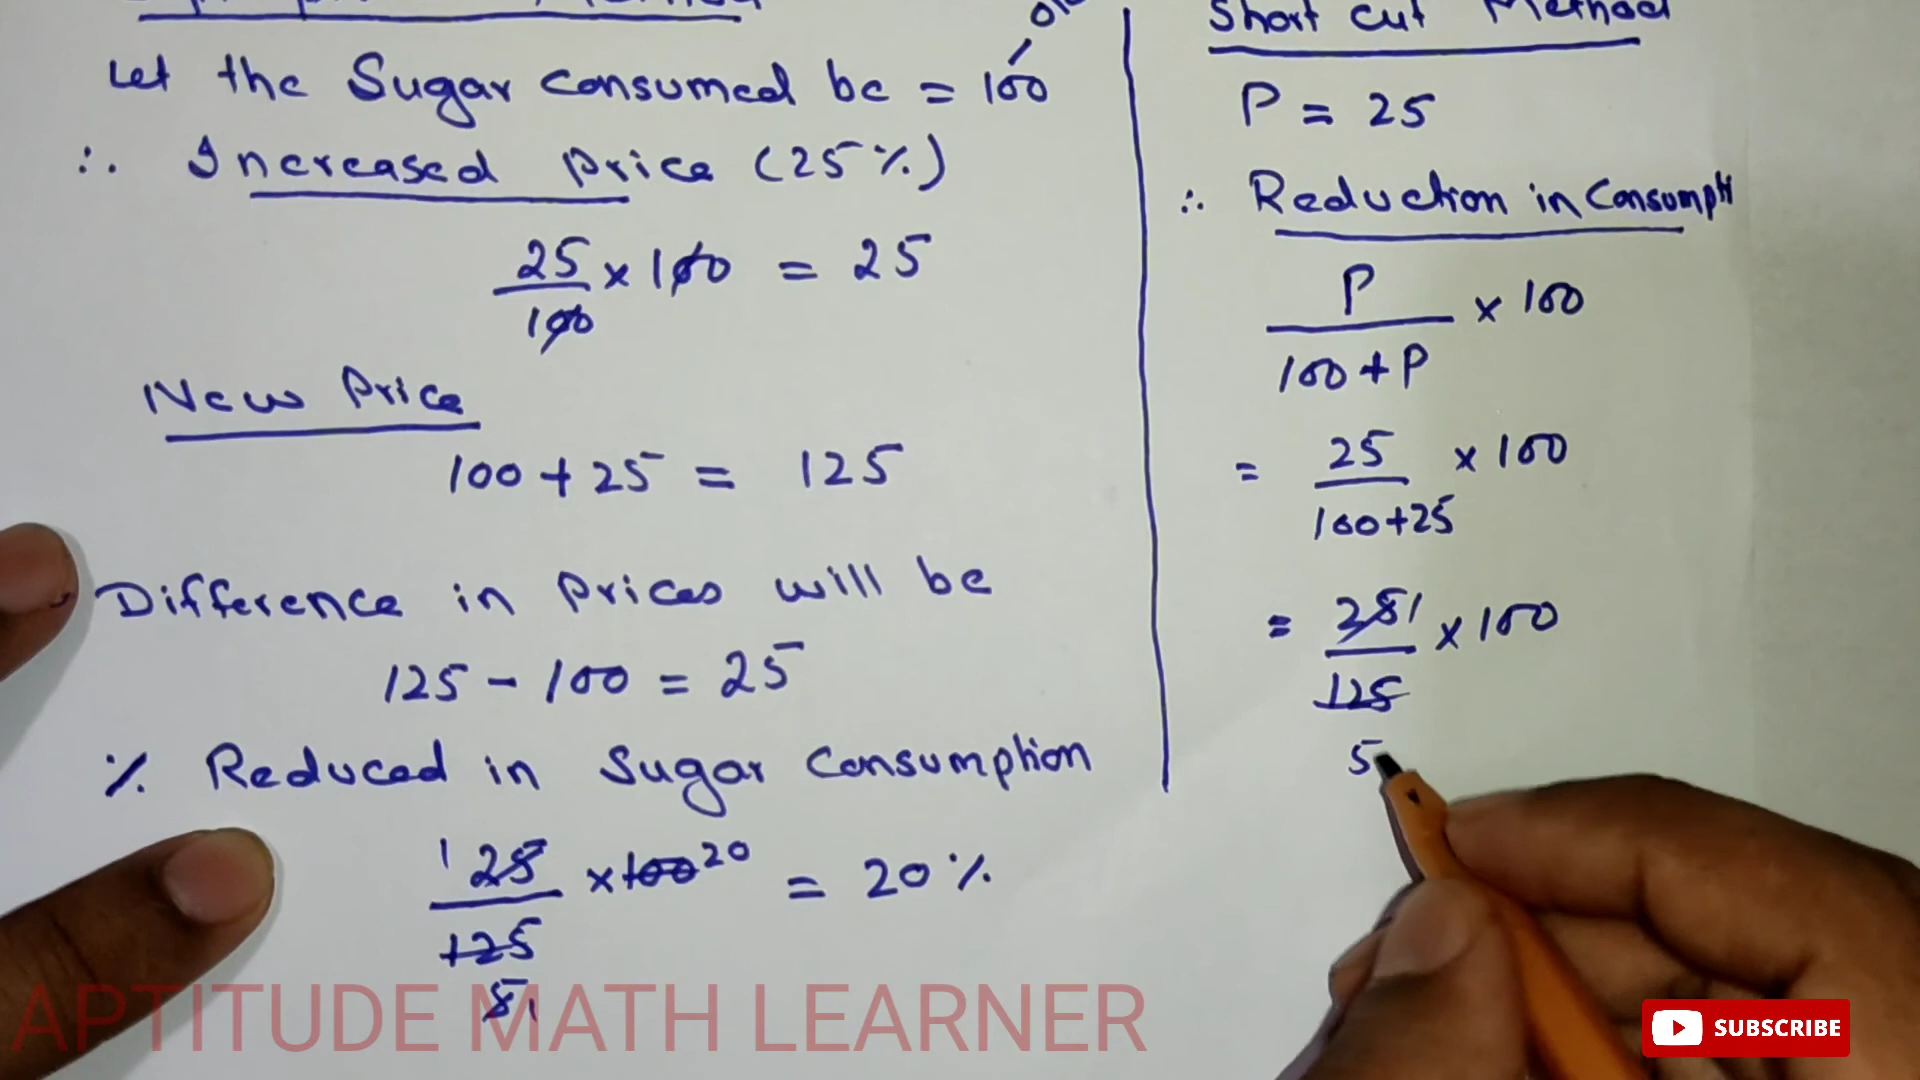 Let the Sugar Consumed be = 100
∴ Increased Price (25%)
25/100 × 100 = 25
New Price
100 + 25 = 125
Difference in Prices will be
125 - 100 = 25
% Reduced in Sugar Consumption
1 25/125 × 100 20 = 20%
5 1
Short cut Method
P = 25
∴ Reduction in Consumpti
P/100+P × 100
= 25/100+25 × 100
= 25 1/125 × 100
5
APTITUDE MATH LEARNER
SUBSCRIBE